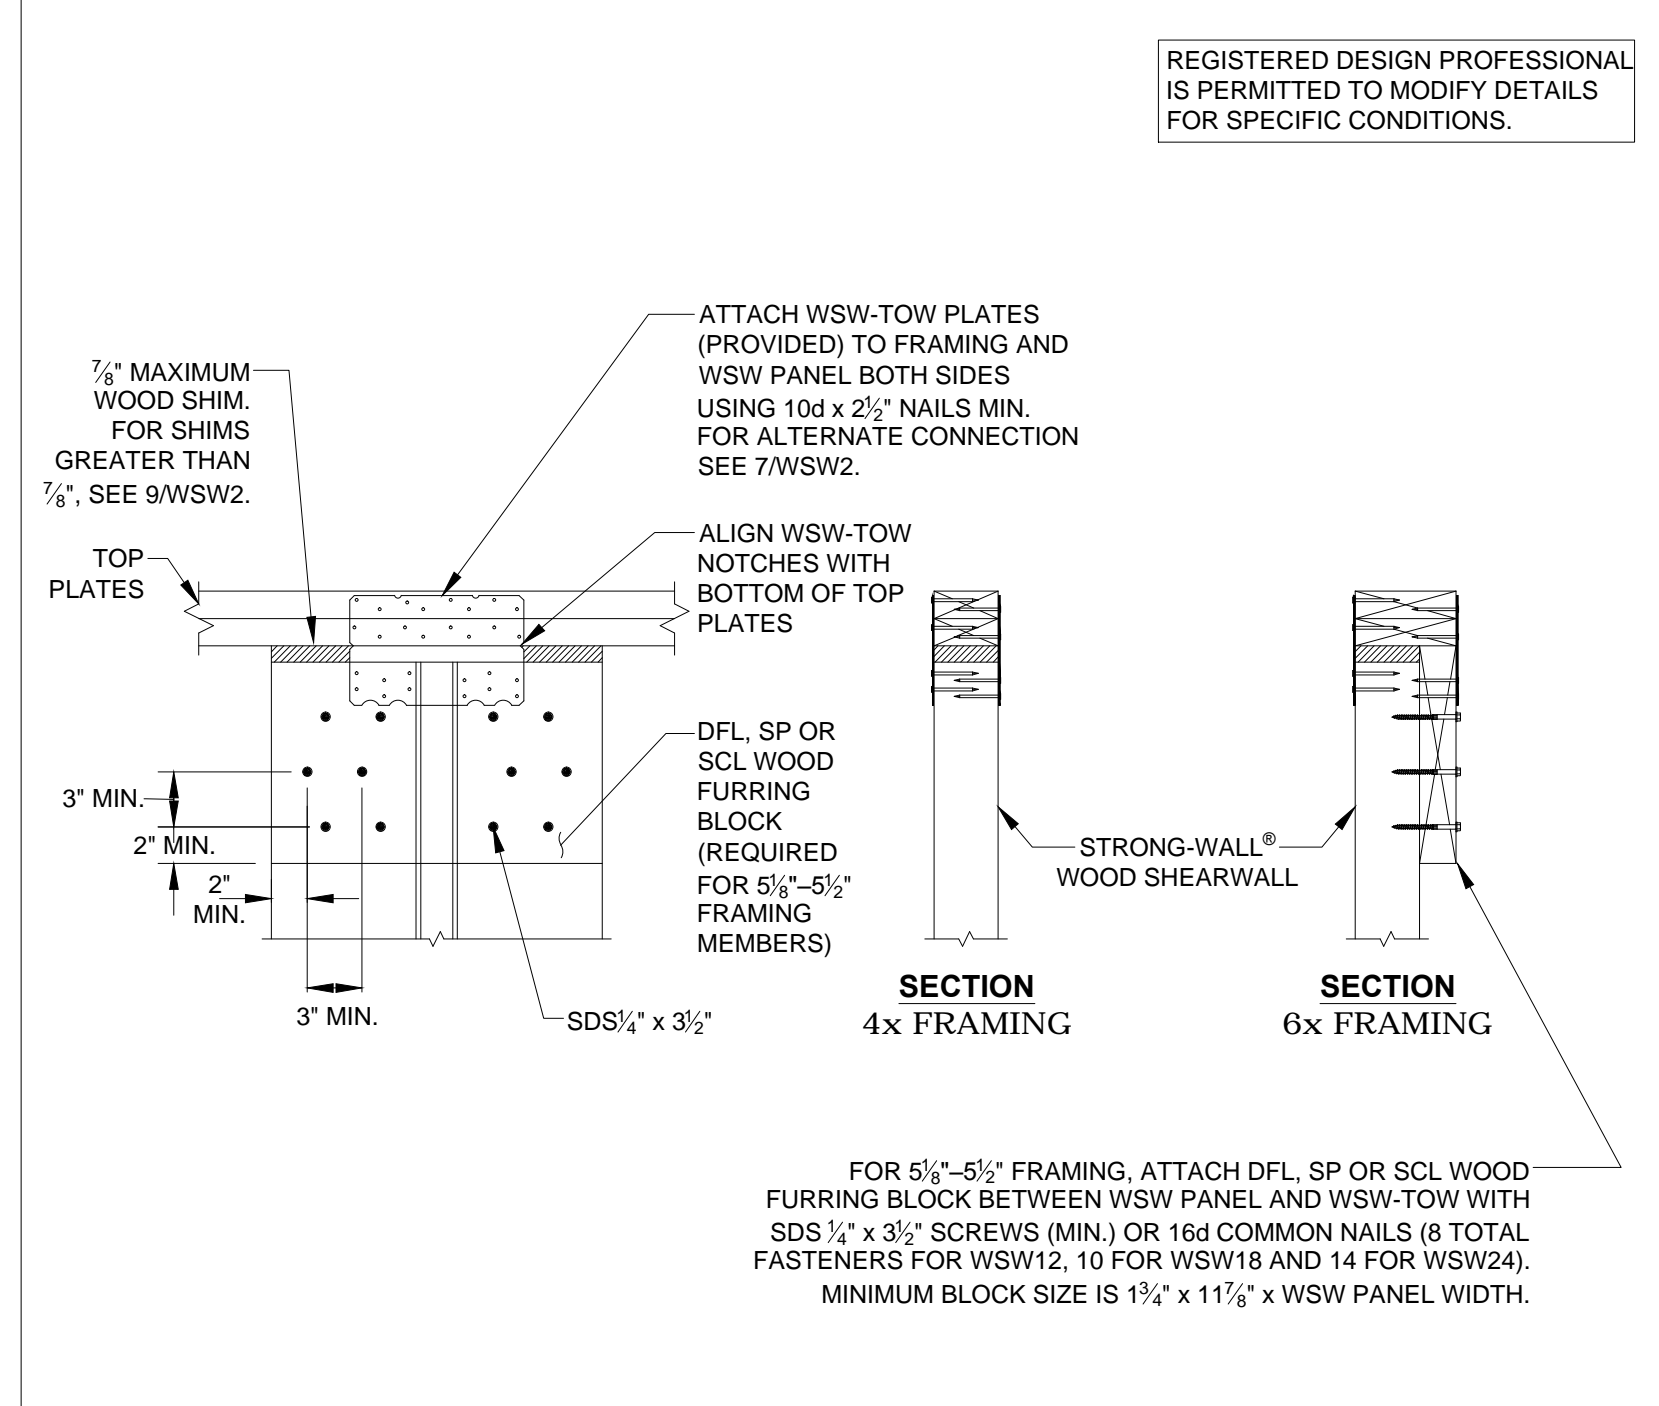 REGISTERED DESIGN PROFESSIONAL
IS PERMITTED TO MODIFY DETAILS
FOR SPECIFIC CONDITIONS.
ATTACH WSW-TOW PLATES
(PROVIDED) TO FRAMING AND
WSW PANEL BOTH SIDES
USING 10d x 2½" NAILS MIN.
FOR ALTERNATE CONNECTION
SEE 7/WSW2.
⅞" MAXIMUM
WOOD SHIM.
FOR SHIMS
GREATER THAN
⅞", SEE 9/WSW2.
TOP
PLATES
ALIGN WSW-TOW
NOTCHES WITH
BOTTOM OF TOP
PLATES
DFL, SP OR
SCL WOOD
FURRING
BLOCK
(REQUIRED
FOR 5⅛"–5½"
FRAMING
MEMBERS)
3" MIN.
2" MIN.
2"
MIN.
3" MIN.
SDS¼" x 3½"
STRONG-WALL®
WOOD SHEARWALL
SECTION
4x FRAMING
SECTION
6x FRAMING
FOR 5⅛"–5½" FRAMING, ATTACH DFL, SP OR SCL WOOD
FURRING BLOCK BETWEEN WSW PANEL AND WSW-TOW WITH
SDS ¼" x 3½" SCREWS (MIN.) OR 16d COMMON NAILS (8 TOTAL
FASTENERS FOR WSW12, 10 FOR WSW18 AND 14 FOR WSW24).
MINIMUM BLOCK SIZE IS 1¾" x 11⅞" x WSW PANEL WIDTH.